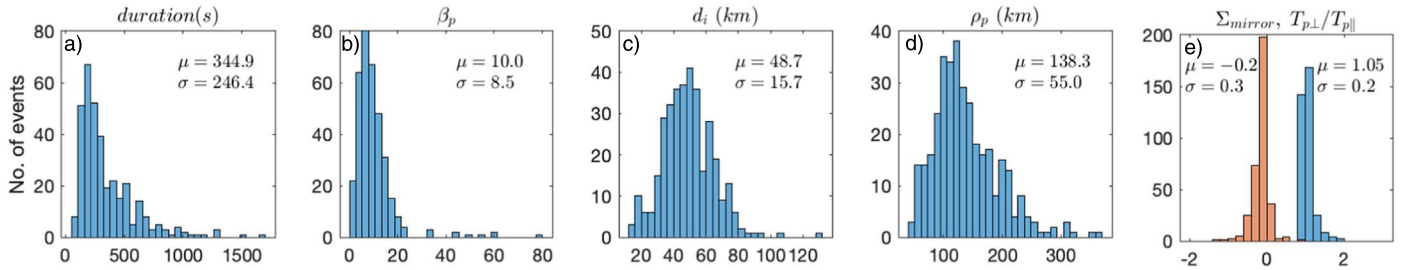 duration(s)
a)
μ = 344.9
σ = 246.4
No. of events
80
60
40
20
0
0 500 1000 1500
βp
b)
μ = 10.0
σ = 8.5
80
60
40
20
0
0 20 40 60 80
di (km)
c)
μ = 48.7
σ = 15.7
50
40
30
20
10
0
20 40 60 80 100 120
ρp (km)
d)
μ = 138.3
σ = 55.0
40
30
20
10
0
100 200 300
Σmirror, Tp⊥/Tp∥
e)
μ = −0.2
σ = 0.3
μ = 1.05
σ = 0.2
200
150
100
50
0
-2 0 2